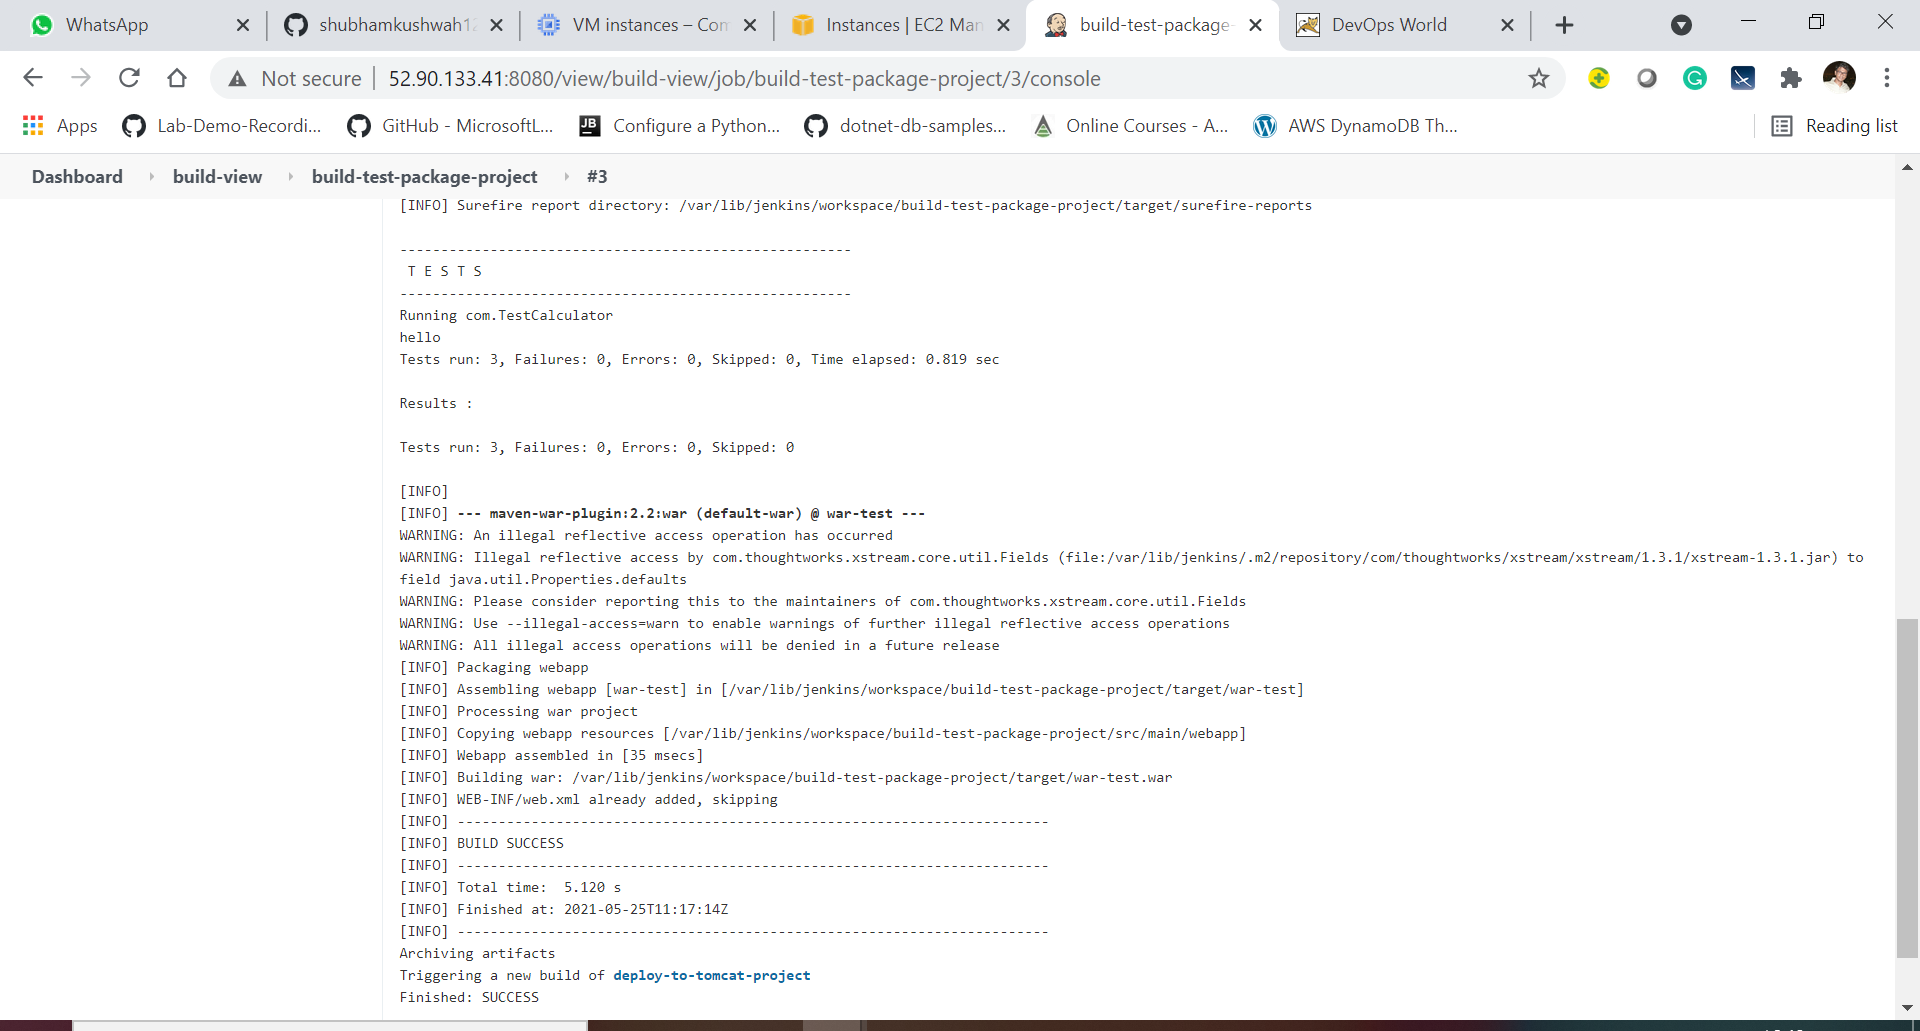 WhatsApp
shubhamkushwah12
VM instances – Com
Instances | EC2 Man
build-test-package-
DevOps World
Not secure
52.90.133.41:8080/view/build-view/job/build-test-package-project/3/console
Apps
Lab-Demo-Recordi...
GitHub - MicrosoftL...
JB
Configure a Python...
dotnet-db-samples...
Online Courses - A...
AWS DynamoDB Th...
Reading list
Dashboard
build-view
build-test-package-project
#3
[INFO] Surefire report directory: /var/lib/jenkins/workspace/build-test-package-project/target/surefire-reports
-------------------------------------------------------
T E S T S
-------------------------------------------------------
Running com.TestCalculator
hello
Tests run: 3, Failures: 0, Errors: 0, Skipped: 0, Time elapsed: 0.819 sec
Results :
Tests run: 3, Failures: 0, Errors: 0, Skipped: 0
[INFO]
[INFO] --- maven-war-plugin:2.2:war (default-war) @ war-test ---
WARNING: An illegal reflective access operation has occurred
WARNING: Illegal reflective access by com.thoughtworks.xstream.core.util.Fields (file:/var/lib/jenkins/.m2/repository/com/thoughtworks/xstream/xstream/1.3.1/xstream-1.3.1.jar) to
field java.util.Properties.defaults
WARNING: Please consider reporting this to the maintainers of com.thoughtworks.xstream.core.util.Fields
WARNING: Use --illegal-access=warn to enable warnings of further illegal reflective access operations
WARNING: All illegal access operations will be denied in a future release
[INFO] Packaging webapp
[INFO] Assembling webapp [war-test] in [/var/lib/jenkins/workspace/build-test-package-project/target/war-test]
[INFO] Processing war project
[INFO] Copying webapp resources [/var/lib/jenkins/workspace/build-test-package-project/src/main/webapp]
[INFO] Webapp assembled in [35 msecs]
[INFO] Building war: /var/lib/jenkins/workspace/build-test-package-project/target/war-test.war
[INFO] WEB-INF/web.xml already added, skipping
[INFO] ------------------------------------------------------------------------
[INFO] BUILD SUCCESS
[INFO] ------------------------------------------------------------------------
[INFO] Total time:  5.120 s
[INFO] Finished at: 2021-05-25T11:17:14Z
[INFO] ------------------------------------------------------------------------
Archiving artifacts
Triggering a new build of deploy-to-tomcat-project
Finished: SUCCESS